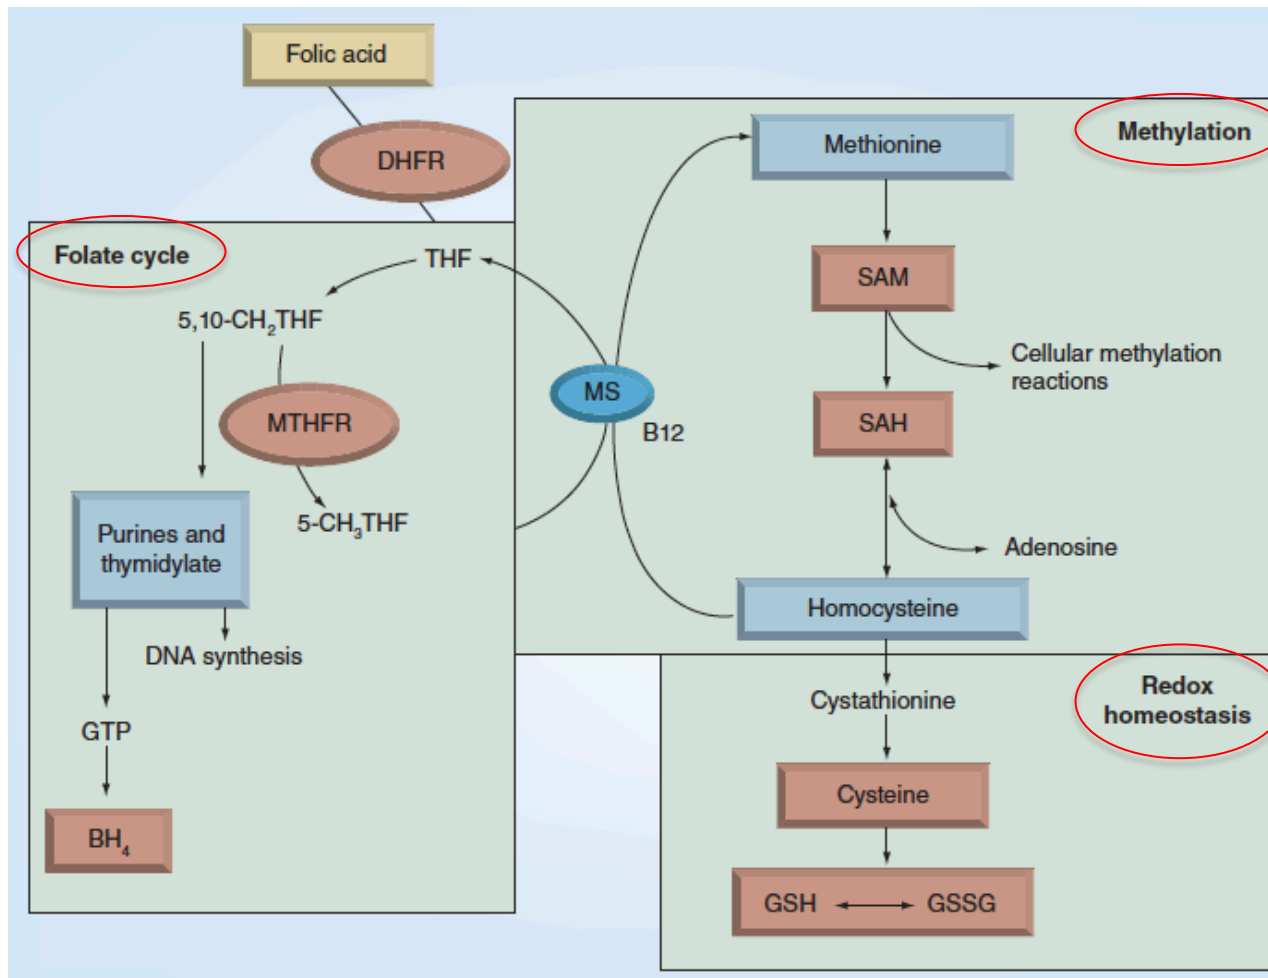 Folic acid
DHFR
Folate cycle
THF
5,10-CH₂THF
MTHFR
5-CH₃THF
Purines and
thymidylate
DNA synthesis
GTP
BH₄
MS
B12
Methylation
Methionine
SAM
Cellular methylation
reactions
SAH
Adenosine
Homocysteine
Redox
homeostasis
Cystathionine
Cysteine
GSH
GSSG